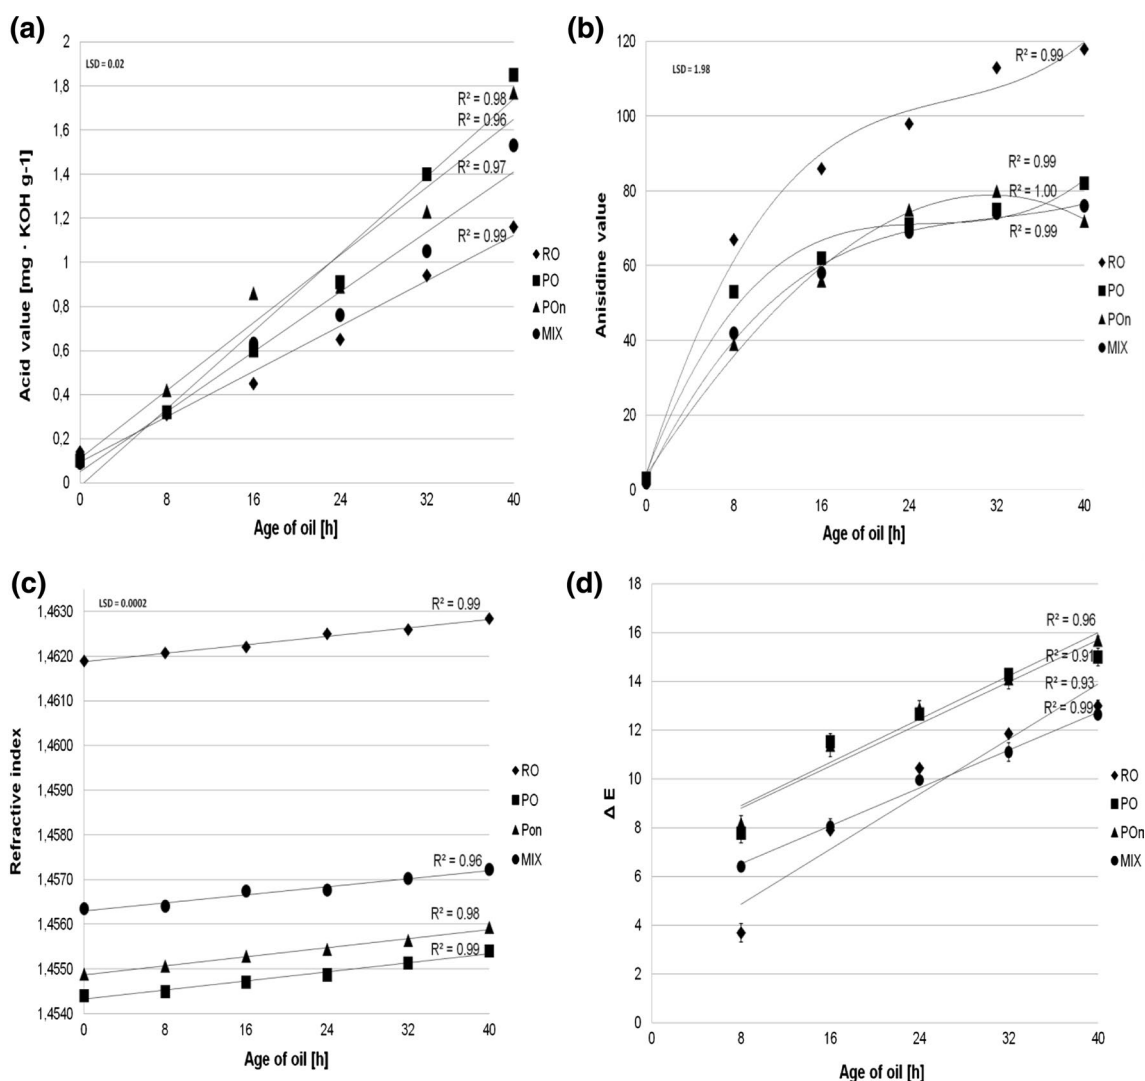 (a)
2
LSD = 0.02
1.8
R² = 0.98
R² = 0.96
1.6
R² = 0.97
1.4
1.2
R² = 0.99
1
0.8
0.6
0.4
0,2
0
Acid value [mg · KOH g-1]
RO
PO
POn
MIX
0 8 16 24 32 40
Age of oil [h]
(b)
120
R² = 0.99
LSD = 1.98
100
80
R² = 0.99
R² = 1.00
R² = 0.99
60
40
20
0
Anisidine value
RO
PO
POn
MIX
0 8 16 24 32 40
Age of oil [h]
(c)
LSD = 0.0002
R² = 0.99
1,4630
1,4620
1,4610
1,4600
1,4590
1,4580
1,4570
R² = 0.96
1,4560
R² = 0.98
1,4550
R² = 0.99
1,4540
Refractive index
RO
PO
Pon
MIX
0 8 16 24 32 40
Age of oil [h]
(d)
18
16
R² = 0.96
R² = 0.91
14
R² = 0.93
R² = 0.99
12
10
8
6
4
2
0
Δ E
RO
PO
POn
MIX
0 8 16 24 32 40
Age of oil [h]